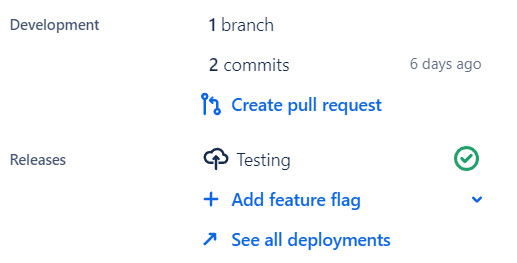 Development
1 branch
2 commits
6 days ago
Create pull request
Releases
Testing
Add feature flag
See all deployments